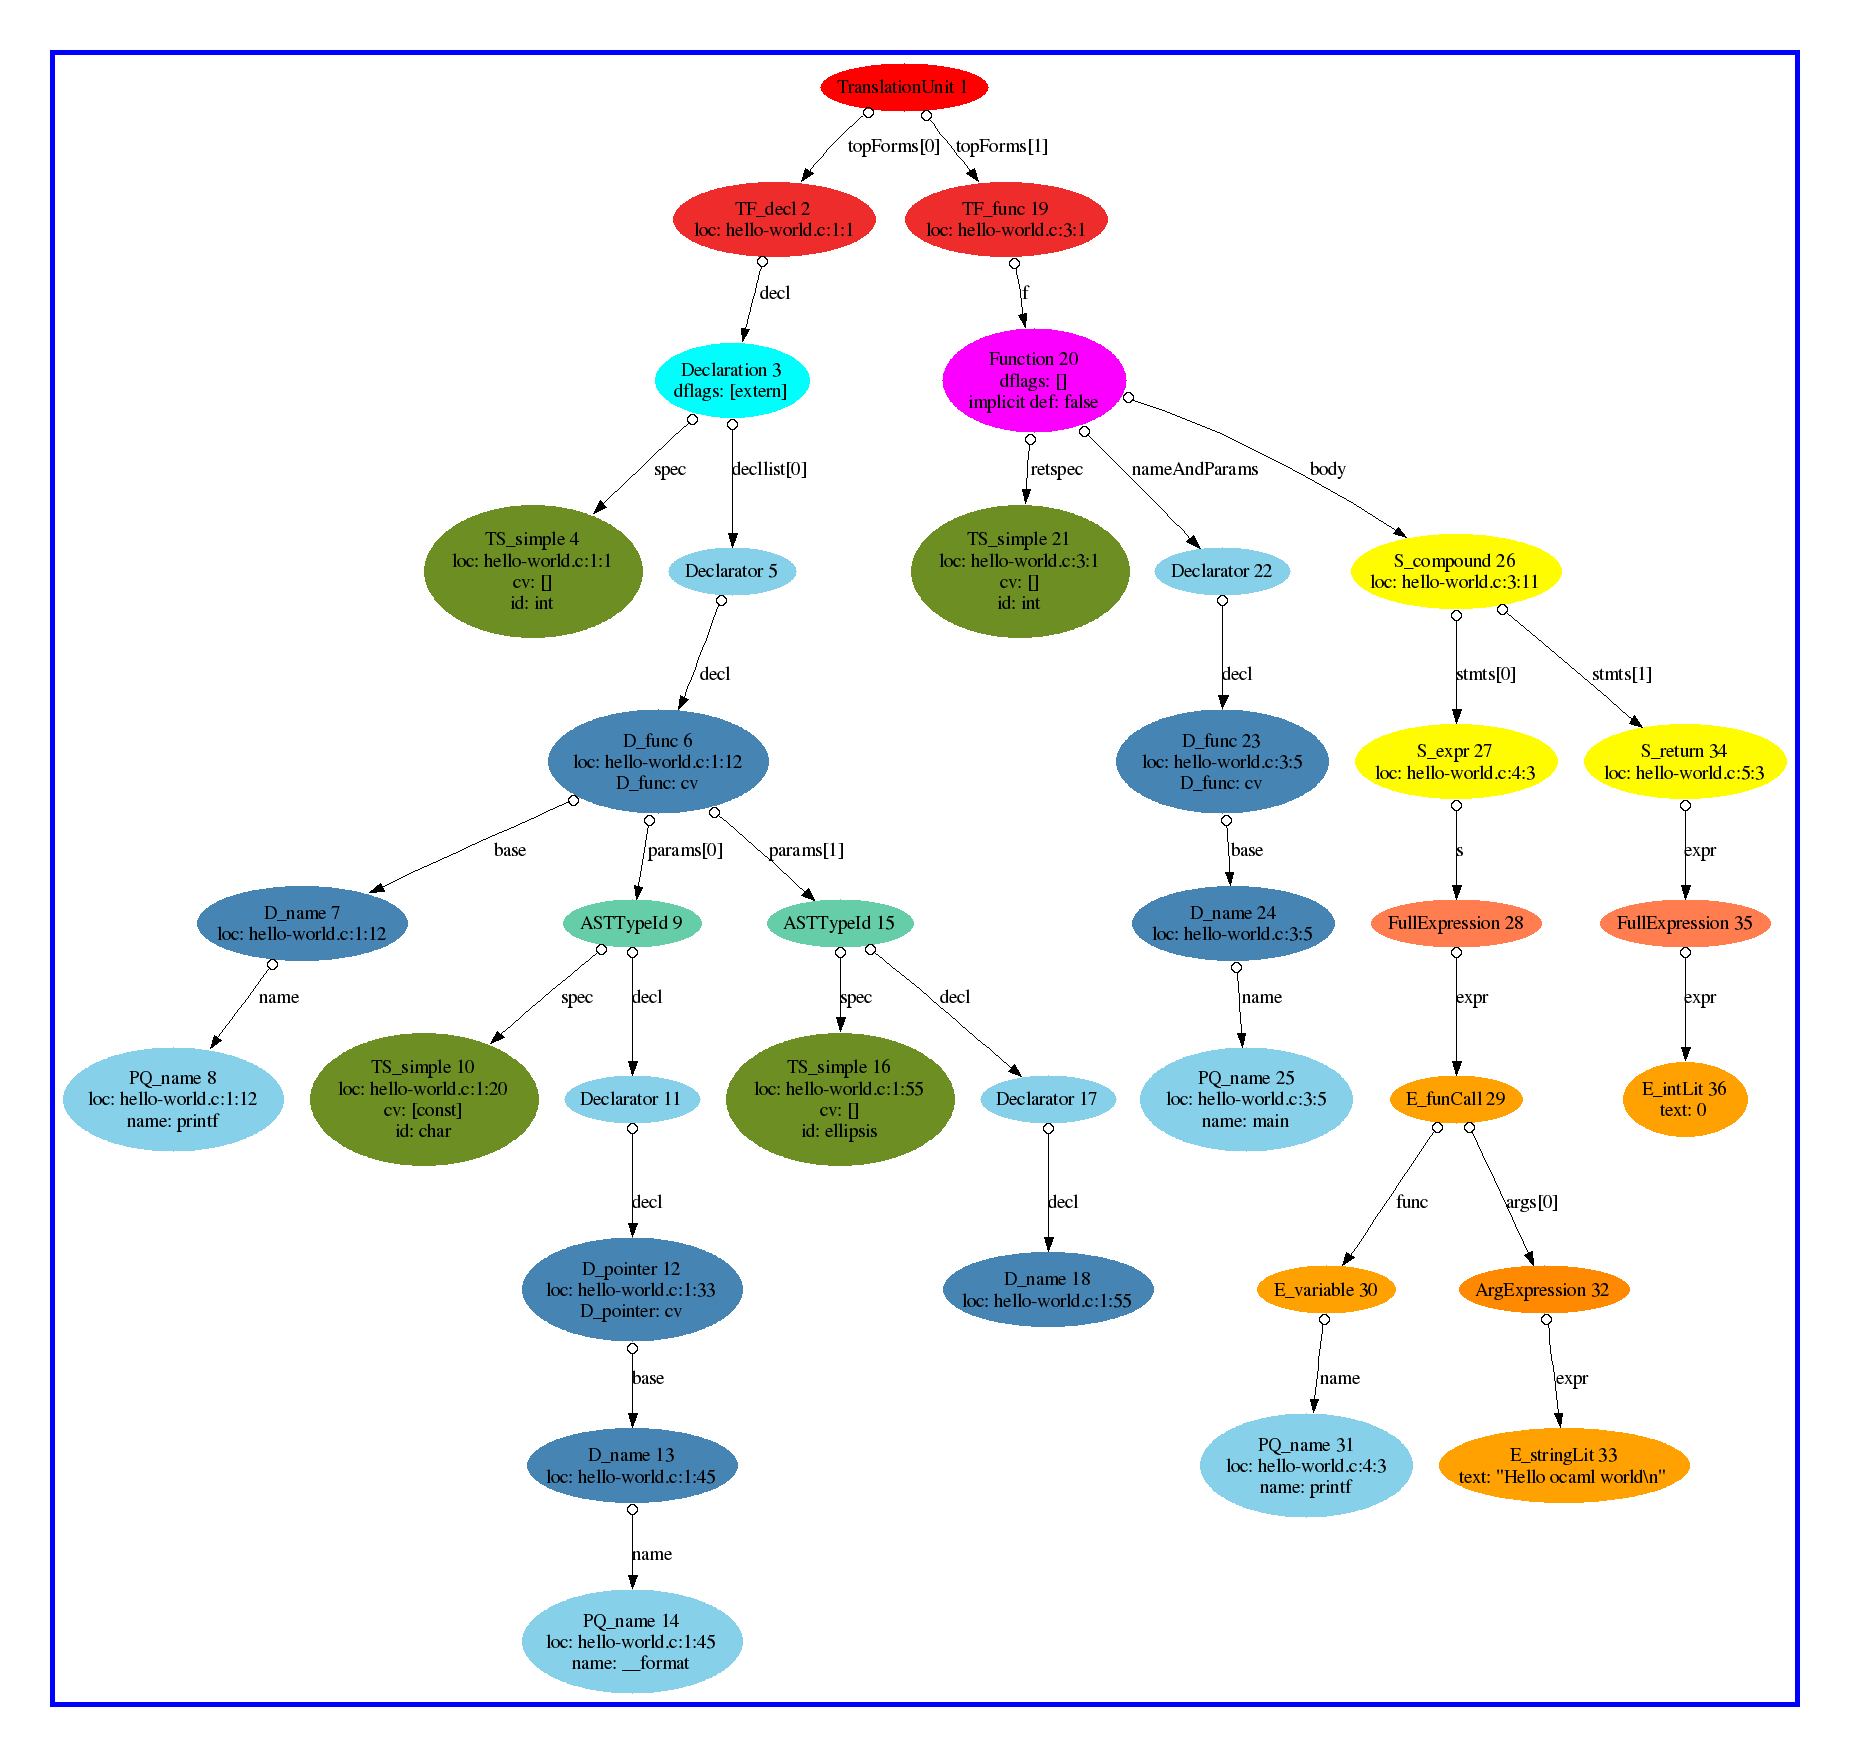 TranslationUnit 1
topForms[0]
topForms[1]
TF_decl 2
loc: hello-world.c:1:1
TF_func 19
loc: hello-world.c:3:1
decl
f
Declaration 3
dflags: [extern]
Function 20
dflags: []
implicit def: false
spec
decllist[0]
retspec
nameAndParams
body
TS_simple 4
loc: hello-world.c:1:1
cv: []
id: int
Declarator 5
TS_simple 21
loc: hello-world.c:3:1
cv: []
id: int
Declarator 22
S_compound 26
loc: hello-world.c:3:11
decl
decl
stmts[0]
stmts[1]
D_func 6
loc: hello-world.c:1:12
D_func: cv
D_func 23
loc: hello-world.c:3:5
D_func: cv
S_expr 27
loc: hello-world.c:4:3
S_return 34
loc: hello-world.c:5:3
base
params[0]
params[1]
base
s
expr
D_name 7
loc: hello-world.c:1:12
ASTTypeId 9
ASTTypeId 15
D_name 24
loc: hello-world.c:3:5
FullExpression 28
FullExpression 35
name
spec
decl
spec
decl
name
expr
expr
PQ_name 8
loc: hello-world.c:1:12
name: printf
TS_simple 10
loc: hello-world.c:1:20
cv: [const]
id: char
Declarator 11
TS_simple 16
loc: hello-world.c:1:55
cv: []
id: ellipsis
Declarator 17
PQ_name 25
loc: hello-world.c:3:5
name: main
E_funCall 29
E_intLit 36
text: 0
decl
decl
func
args[0]
D_pointer 12
loc: hello-world.c:1:33
D_pointer: cv
D_name 18
loc: hello-world.c:1:55
E_variable 30
ArgExpression 32
base
name
expr
D_name 13
loc: hello-world.c:1:45
PQ_name 31
loc: hello-world.c:4:3
name: printf
E_stringLit 33
text: "Hello ocaml world\n"
name
PQ_name 14
loc: hello-world.c:1:45
name: __format